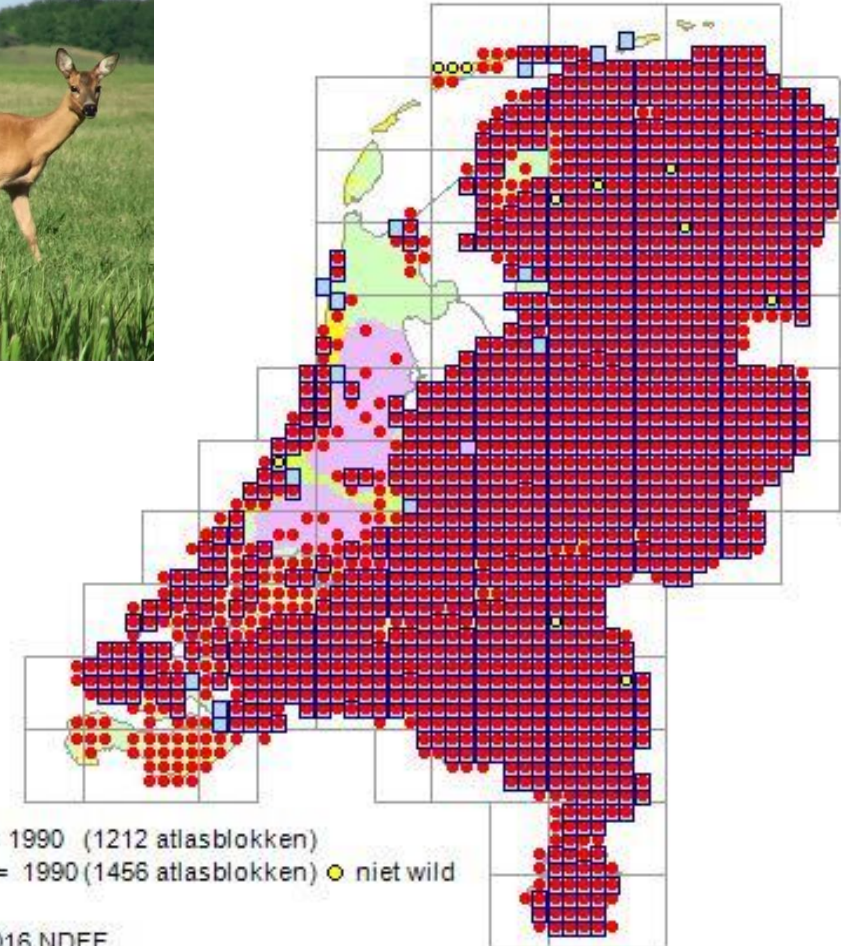 1990 (1212 atlasblokken)
= 1990 (1456 atlasblokken) niet wild
016 NDFF